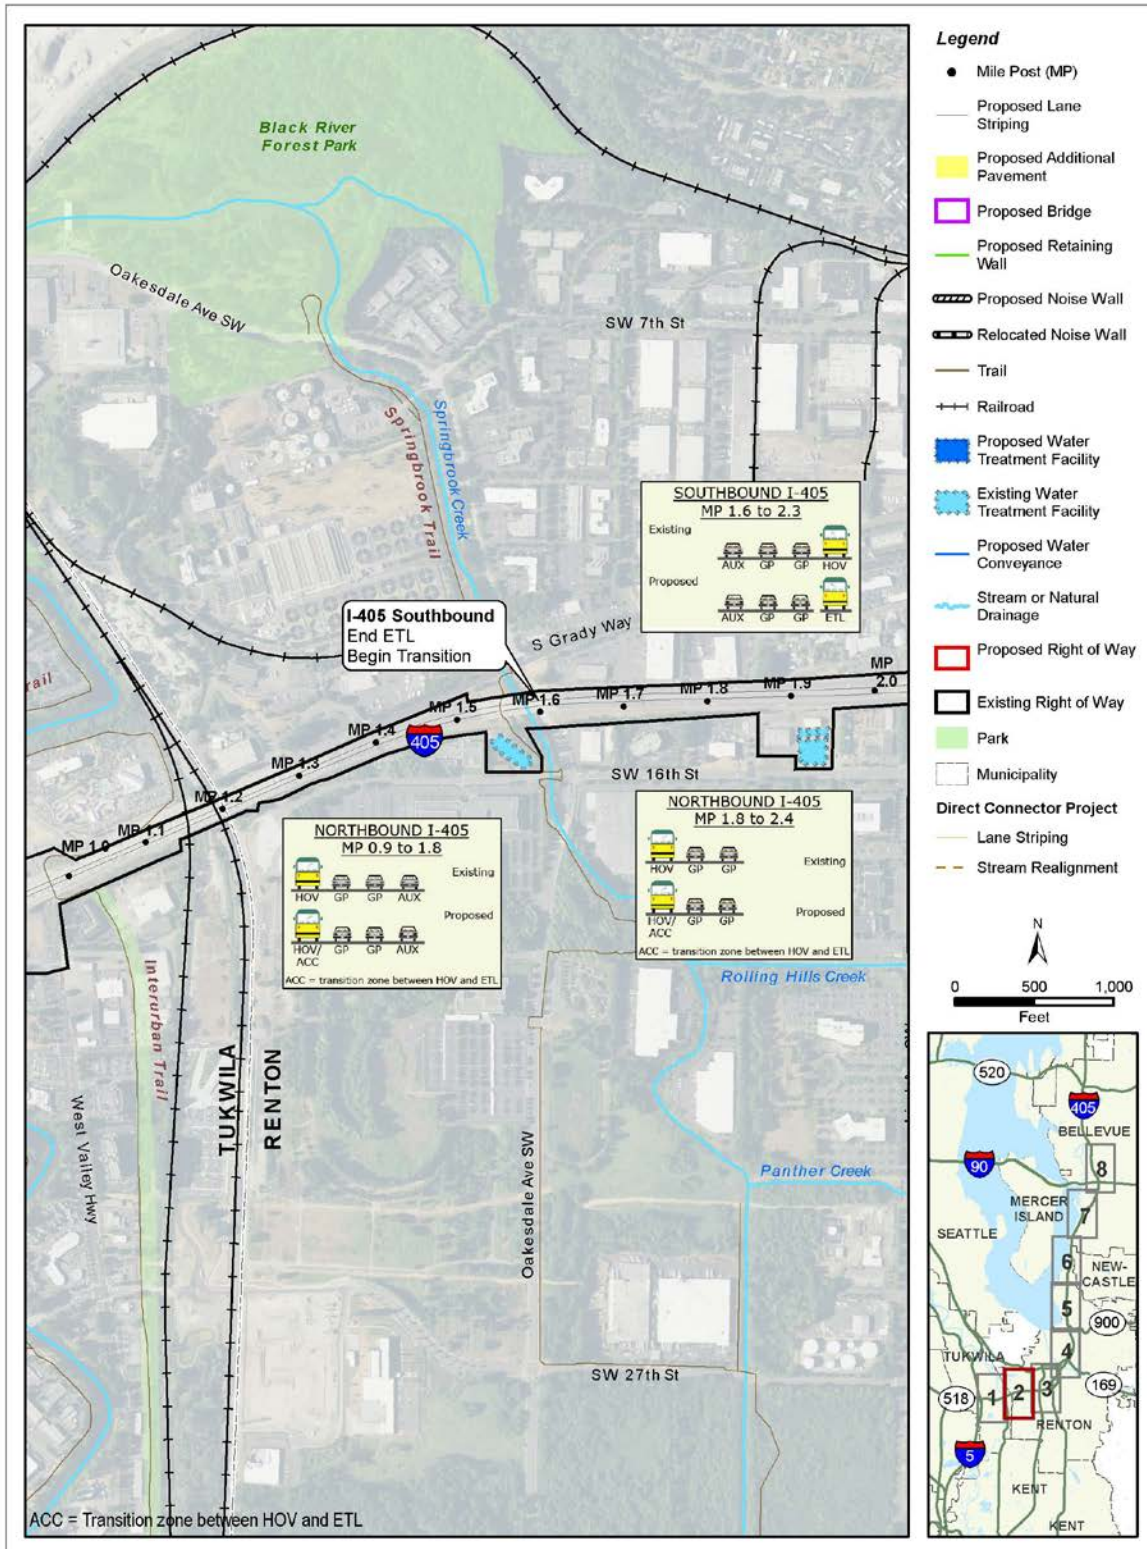 Black River
Forest Park
Oakesdale Ave SW
SW 7th St
Springbrook Creek
Springbrook Trail
SOUTHBOUND I-405
MP 1.6 to 2.3
Existing
AUX GP GP HOV
Proposed
AUX GP GP ETL
I-405 Southbound
End ETL
Begin Transition
S Grady Way
MP
2.0
MP 1.9
MP 1.8
MP 1.7
MP 1.6
MP 1.5
MP 1.4
MP 1.3
MP 1.2
MP 1.1
MP 1.0
405
rail
SW 16th St
NORTHBOUND I-405
MP 0.9 to 1.8
Existing
HOV GP GP AUX
Proposed
HOV/ GP GP AUX
ACC
ACC = transition zone between HOV and ETL
NORTHBOUND I-405
MP 1.8 to 2.4
Existing
HOV GP GP
Proposed
HOV/ GP GP
ACC
ACC = transition zone between HOV and ETL
Rolling Hills Creek
Interurban Trail
TUKWILA
RENTON
West Valley Hwy
Oakesdale Ave SW
Panther Creek
SW 27th St
ACC = Transition zone between HOV and ETL
Legend
Mile Post (MP)
Proposed Lane
Striping
Proposed Additional
Pavement
Proposed Bridge
Proposed Retaining
Wall
Proposed Noise Wall
Relocated Noise Wall
Trail
Railroad
Proposed Water
Treatment Facility
Existing Water
Treatment Facility
Proposed Water
Conveyance
Stream or Natural
Drainage
Proposed Right of Way
Existing Right of Way
Park
Municipality
Direct Connector Project
Lane Striping
Stream Realignment
N
0 500 1,000
Feet
520
405
BELLEVUE
90
8
MERCER
ISLAND
7
SEATTLE
6
NEW-
CASTLE
5
900
4
TUKWILA
518
1
2
3
169
RENTON
5
KENT
KENT